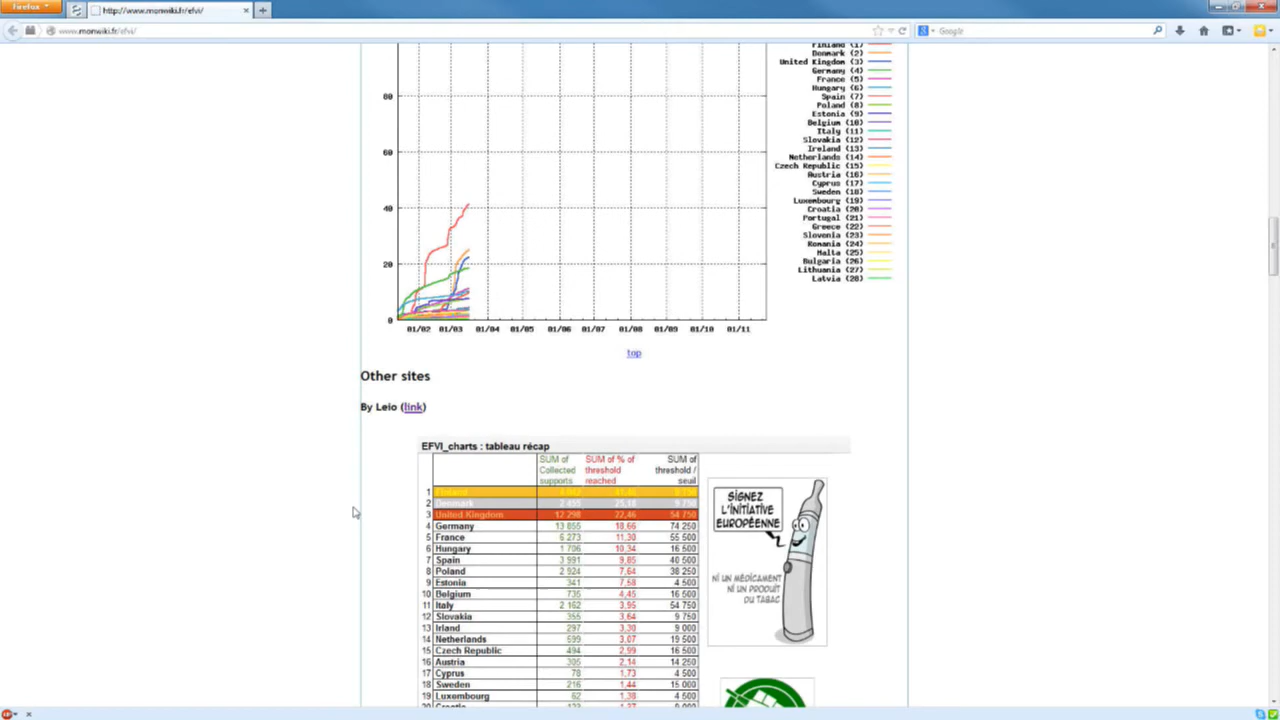 Firefox
http://www.monwiki.fr/efvi/
www.monwiki.fr/efvi/
Google
Finland (1)
Denmark (2)
United Kingdom (3)
Germany (4)
France (5)
Hungary (6)
Spain (7)
Poland (8)
Estonia (9)
Belgium (10)
Italy (11)
Slovakia (12)
Ireland (13)
Netherlands (14)
Czech Republic (15)
Austria (16)
Cyprus (17)
Sweden (18)
Luxembourg (19)
Croatia (20)
Portugal (21)
Greece (22)
Slovenia (23)
Romania (24)
Malta (25)
Bulgaria (26)
Lithuania (27)
Latvia (28)
80
60
40
20
0
01/02 01/03 01/04 01/05 01/06 01/07 01/08 01/09 01/10 01/11
top
Other sites
By Leio (link)
EFVI_charts : tableau récap
SUM of Collected supports SUM of % of threshold reached SUM of threshold / seuil
1 Finland
2 Denmark 2 455 25,18 9 750
3 United Kingdom 12 298 22,46 54 750
4 Germany 13 855 18,66 74 250
5 France 6 273 11,30 55 500
6 Hungary 1 706 10,34 16 500
7 Spain 3 991 9,85 40 500
8 Poland 2 924 7,64 38 250
9 Estonia 341 7,58 4 500
10 Belgium 735 4,45 16 500
11 Italy 2 162 3,95 54 750
12 Slovakia 355 3,64 9 750
13 Irland 297 3,30 9 000
14 Netherlands 599 3,07 19 500
15 Czech Republic 494 2,99 16 500
16 Austria 305 2,14 14 250
17 Cyprus 78 1,73 4 500
18 Sweden 216 1,44 15 000
19 Luxembourg 62 1,38 4 500
20 Croatia
SIGNEZ
L'INITIATIVE
EUROPÉENNE
NI UN MÉDICAMENT
NI UN PRODUIT
DU TABAC